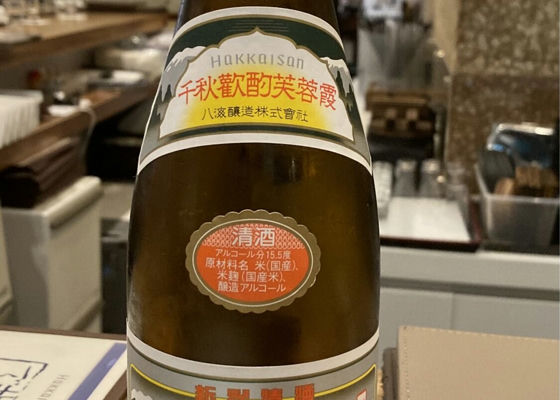 Hakkaisan
千秋歡酌芙蓉霞
八海醸造株式會社
清酒
アルコール分15.5度
原材料名 米(国産)、
米麹(国産米)、
醸造アルコール